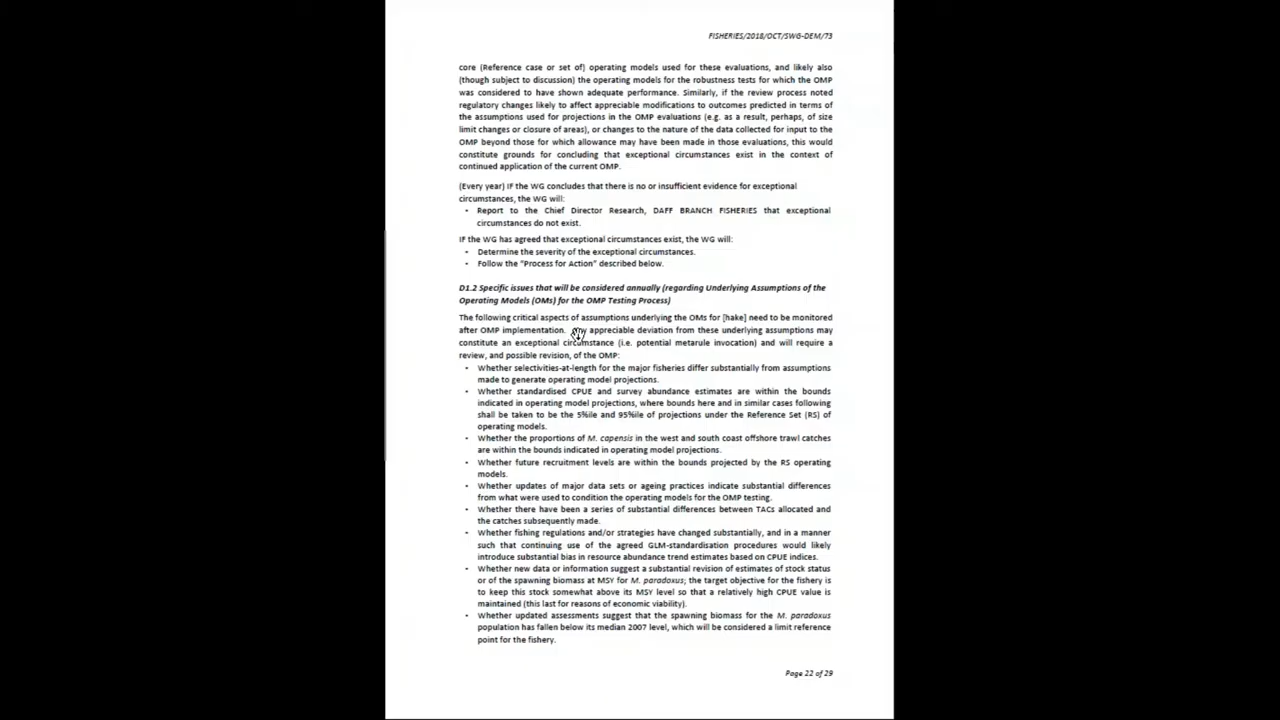 FISHERIES/2018/OCT/SWG-DEM/73
core (Reference case or set of) operating models used for these evaluations, and likely also
(though subject to discussion) the operating models for the robustness tests for which the OMP
was considered to have shown adequate performance. Similarly, if the review process noted
regulatory changes likely to affect appreciable modifications to outcomes predicted in terms of
the assumptions used for projections in the OMP evaluations (e.g. as a result, perhaps, of size
limit changes or closure of areas), or changes to the nature of the data collected for input to the
OMP beyond those for which allowance may have been made in those evaluations, this would
constitute grounds for concluding that exceptional circumstances exist in the context of
continued application of the current OMP.
(Every year) IF the WG concludes that there is no or insufficient evidence for exceptional
circumstances, the WG will:
• Report to the Chief Director Research, DAFF BRANCH FISHERIES that exceptional
circumstances do not exist.
IF the WG has agreed that exceptional circumstances exist, the WG will:
• Determine the severity of the exceptional circumstances.
• Follow the "Process for Action" described below.
D1.2 Specific issues that will be considered annually (regarding Underlying Assumptions of the
Operating Models (OMs) for the OMP Testing Process)
The following critical aspects of assumptions underlying the OMs for [hake] need to be monitored
after OMP implementation. appreciable deviation from these underlying assumptions may
constitute an exceptional circumstance (i.e. potential metarule invocation) and will require a
review, and possible revision, of the OMP:
• Whether selectivities-at-length for the major fisheries differ substantially from assumptions
made to generate operating model projections.
• Whether standardised CPUE and survey abundance estimates are within the bounds
indicated in operating model projections, where bounds here and in similar cases following
shall be taken to be the 5%ile and 95%ile of projections under the Reference Set (RS) of
operating models.
• Whether the proportions of M. capensis in the west and south coast offshore trawl catches
are within the bounds indicated in operating model projections.
• Whether future recruitment levels are within the bounds projected by the RS operating
models.
• Whether updates of major data sets or ageing practices indicate substantial differences
from what were used to condition the operating models for the OMP testing.
• Whether there have been a series of substantial differences between TACs allocated and
the catches subsequently made.
• Whether fishing regulations and/or strategies have changed substantially, and in a manner
such that continuing use of the agreed GLM-standardisation procedures would likely
introduce substantial bias in resource abundance trend estimates based on CPUE indices.
• Whether new data or information suggest a substantial revision of estimates of stock status
or of the spawning biomass at MSY for M. paradoxus; the target objective for the fishery is
to keep this stock somewhat above its MSY level so that a relatively high CPUE value is
maintained (this last for reasons of economic viability).
• Whether updated assessments suggest that the spawning biomass for the M. paradoxus
population has fallen below its median 2007 level, which will be considered a limit reference
point for the fishery.
Page 22 of 29